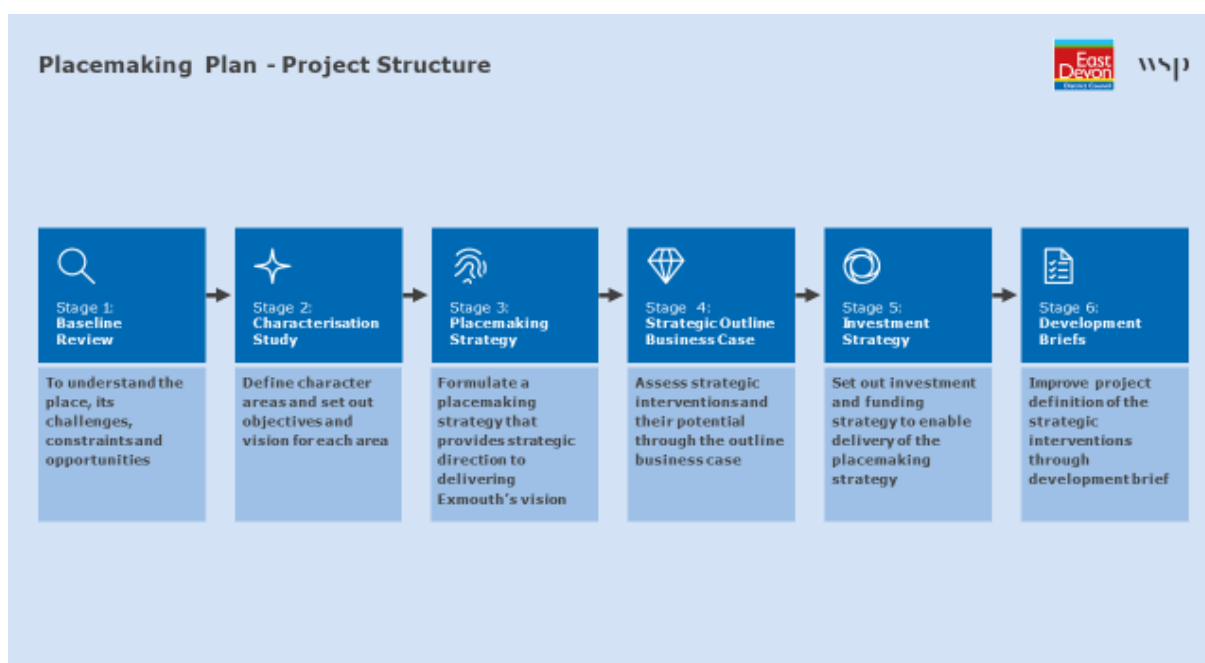 Placemaking Plan - Project Structure
East
Devon
District Council
wsp
Stage 1:
Baseline
Review
To understand the
place, its
challenges,
constraints and
opportunities
Stage 2:
Characterisation
Study
Define character
areas and set out
objectives and
vision for each area
Stage 3:
Placemaking
Strategy
Formulate a
placemaking
strategy that
provides strategic
direction to
delivering
Exmouth's vision
Stage 4:
Strategic Outline
Business Case
Assess strategic
interventions and
their potential
through the outline
business case
Stage 5:
Investment
Strategy
Set out investment
and funding
strategy to enable
delivery of the
placemaking
strategy
Stage 6:
Development
Briefs
Improve project
definition of the
strategic
interventions
through
development brief